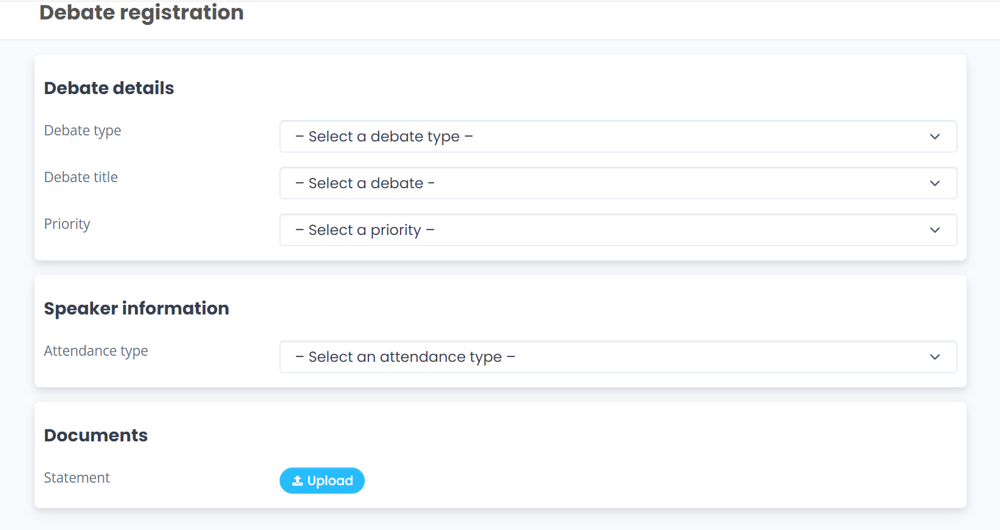 Debate registration
Debate details
Debate type
– Select a debate type –
Debate title
– Select a debate -
Priority
– Select a priority –
Speaker information
Attendance type
– Select an attendance type –
Documents
Statement
Upload